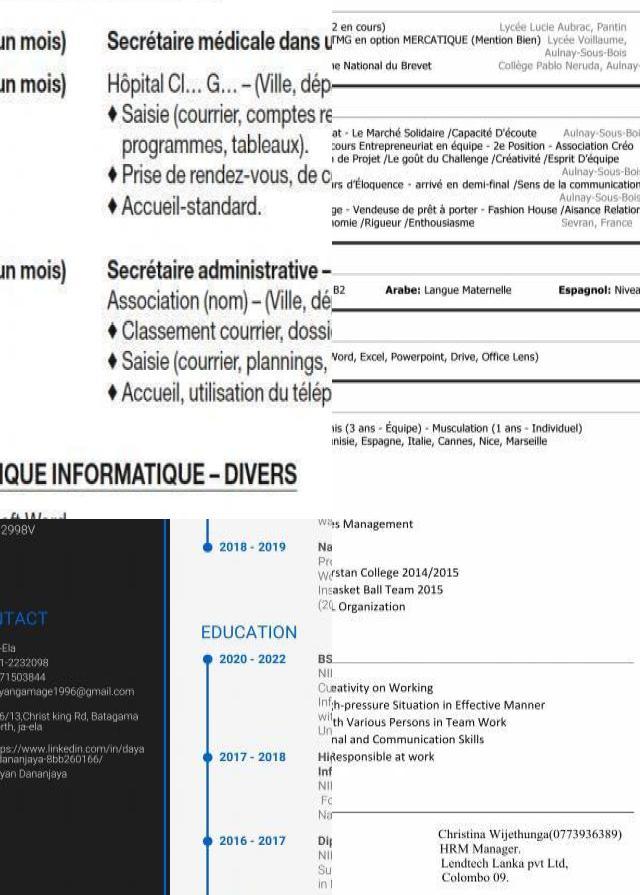 un mois) Secrétaire médicale dans
un mois) Hôpital Cl... G... – (Ville, dép
♦ Saisie (courrier, comptes re
programmes, tableaux).
♦ Prise de rendez-vous, de c
♦ Accueil-standard.
un mois) Secrétaire administrative –
Association (nom) – (Ville, dé
♦ Classement courrier, dossi
♦ Saisie (courrier, plannings,
♦ Accueil, utilisation du télép
IQUE INFORMATIQUE – DIVERS
2 en cours) Lycée Lucie Aubrac, Pantin
TMG en option MERCATIQUE (Mention Bien) Lycée Voillaume,
Aulnay-Sous-Bois
ne National du Brevet Collège Pablo Neruda, Aulnay-
at - Le Marché Solidaire /Capacité D'écoute Aulnay-Sous-Boi
cours Entrepreneuriat en équipe - 2e Position - Association Créo
de Projet /Le goût du Challenge /Créativité /Esprit D'équipe
Aulnay-Sous-Bois
rs d'Éloquence - arrivé en demi-final /Sens de la communication
Aulnay-Sous-Bois
ge - Vendeuse de prêt à porter - Fashion House /Aisance Relation
nomie /Rigueur /Enthousiasme Sevran, France
B2 Arabe: Langue Maternelle Espagnol: Nivea
Word, Excel, Powerpoint, Drive, Office Lens)
nis (3 ans - Équipe) - Musculation (1 ans - Individuel)
nisie, Espagne, Italie, Cannes, Nice, Marseille
2998V
NTACT
-Ela
1-2232098
71503844
yangamage1996@gmail.com
6/13,Christ king Rd, Batagama
rth, ja-ela
ps://www.linkedin.com/in/daya
dananjaya-8bb260166/
yan Dananjaya
2018 - 2019 Na
Pr
(20
EDUCATION
2020 - 2022 BS
NII
Inf
wi
Un
2017 - 2018 Hi
Inf
NII
Fo
Na
2016 - 2017 Dip
NII
Su
in I
es Management
rstan College 2014/2015
asket Ball Team 2015
Organization
eativity on Working
h-pressure Situation in Effective Manner
th Various Persons in Team Work
nal and Communication Skills
Responsible at work
Christina Wijethunga(0773936389)
HRM Manager.
Lendtech Lanka pvt Ltd,
Colombo 09.